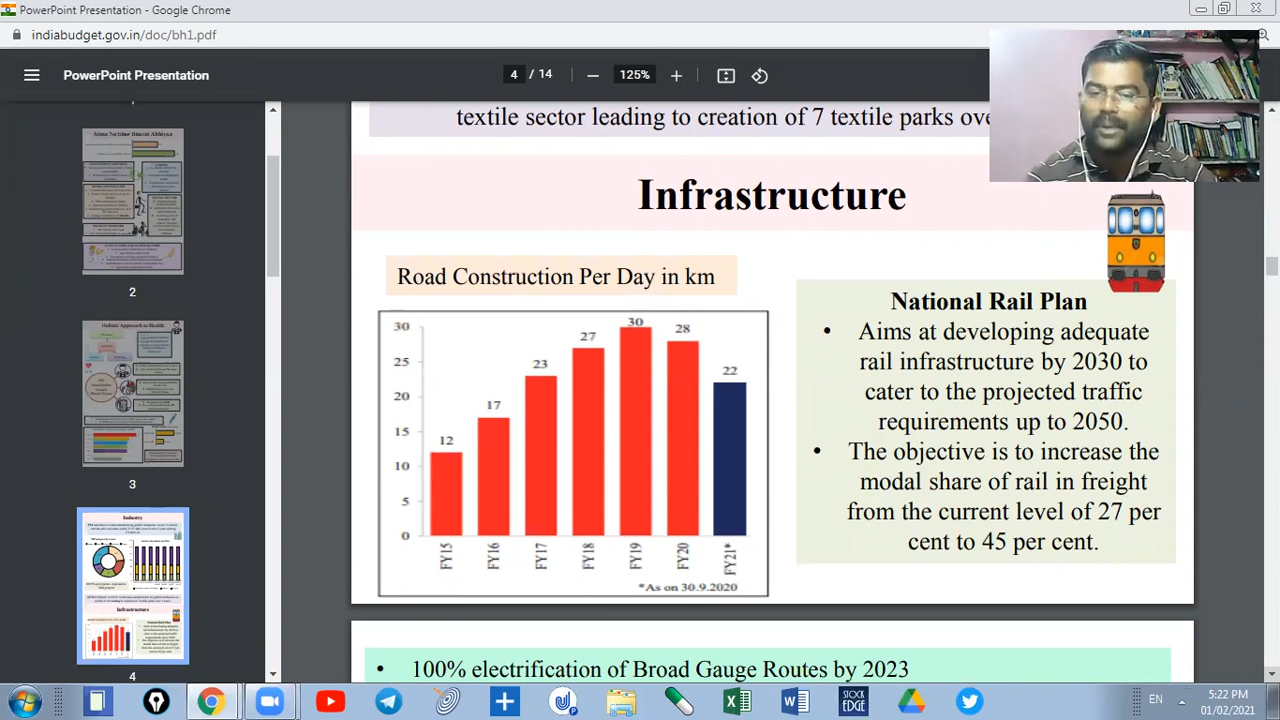 PowerPoint Presentation - Google Chrome
indiabudget.gov.in/doc/bh1.pdf
PowerPoint Presentation
4 / 14
125%
2
3
Industry
Infrastructure
4
textile sector leading to creation of 7 textile parks ove
Infrastructure
Road Construction Per Day in km
30
25
20
15
10
5
0
12
17
23
27
30
28
22
FY15
FY16
FY17
FY18
FY19
FY20
FY21*
*As on 30.9.2020
National Rail Plan
• Aims at developing adequate
rail infrastructure by 2030 to
cater to the projected traffic
requirements up to 2050.
• The objective is to increase the
modal share of rail in freight
from the current level of 27 per
cent to 45 per cent.
• 100% electrification of Broad Gauge Routes by 2023
STOCK
EDGE
EN
5:22 PM
01/02/2021